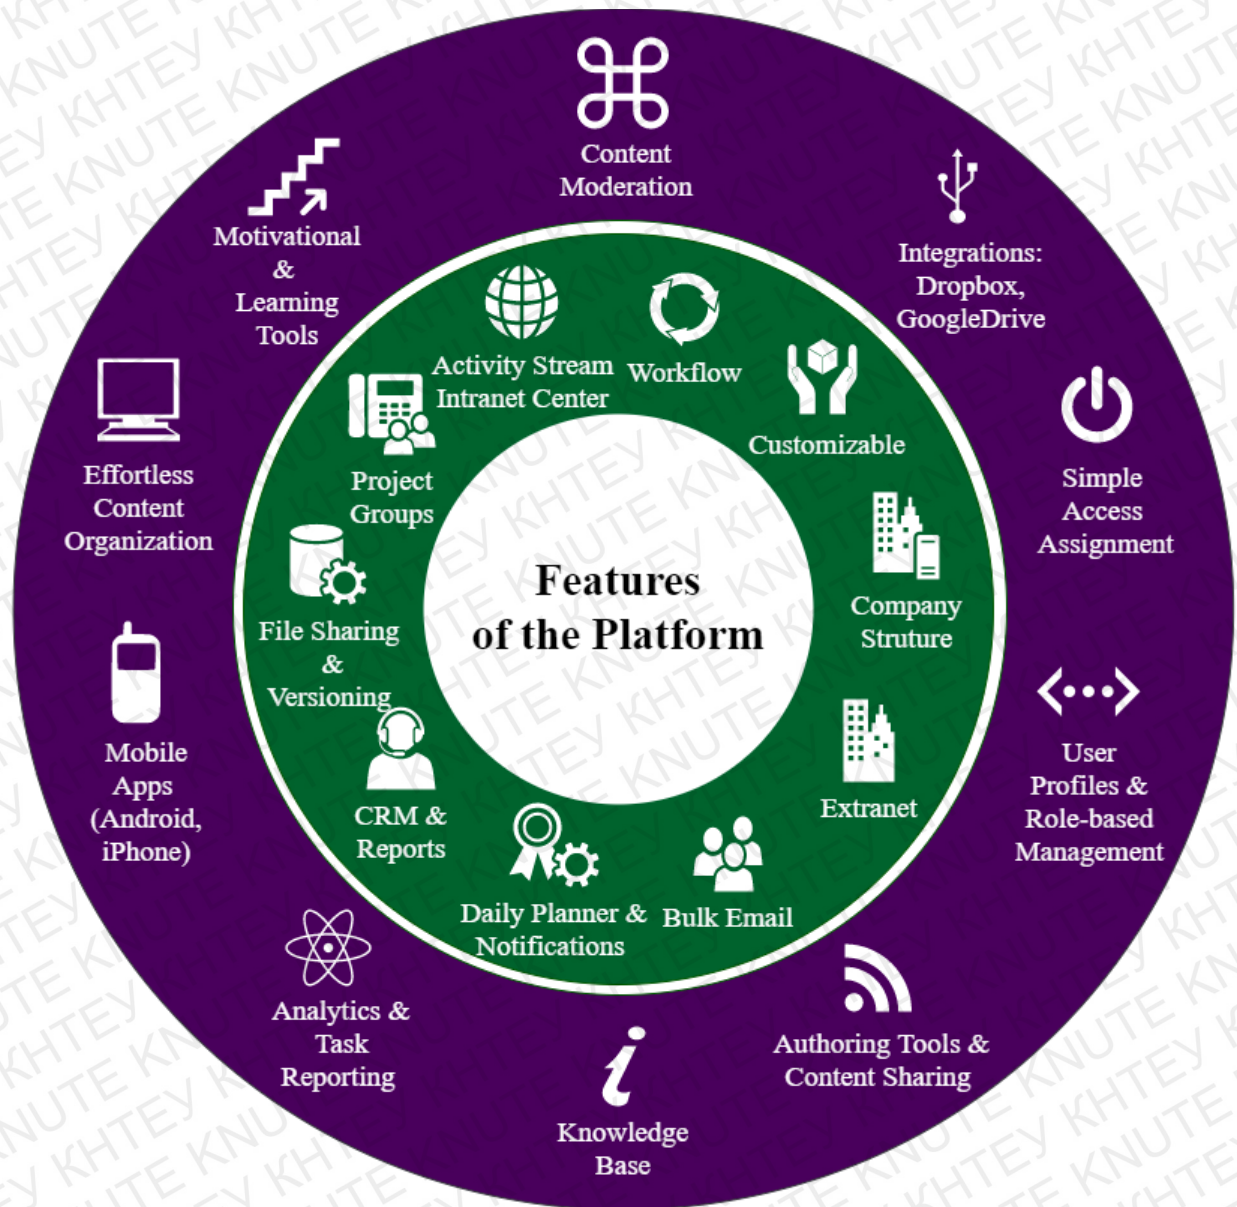 Content
Moderation
Integrations:
Dropbox,
GoogleDrive
Simple
Access
Assignment
User
Profiles &
Role-based
Management
Authoring Tools &
Content Sharing
Knowledge
Base
Analytics &
Task
Reporting
Mobile
Apps
(Android,
iPhone)
Effortless
Content
Organization
Motivational
&
Learning
Tools
Activity Stream
Intranet Center
Workflow
Customizable
Company
Struture
Extranet
Bulk Email
Daily Planner &
Notifications
CRM &
Reports
File Sharing
&
Versioning
Project
Groups
Features
of the Platform
KNUTE КНТЕУ